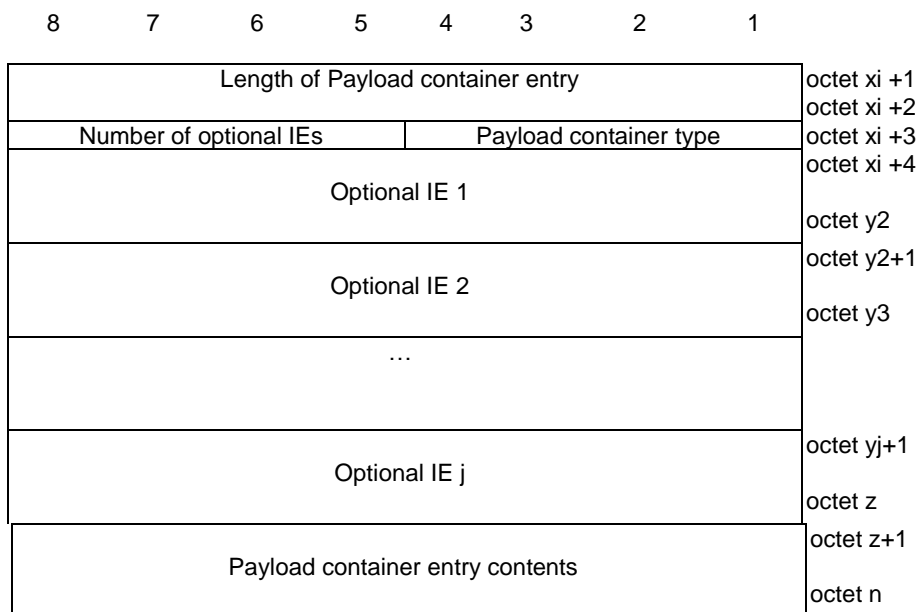 8 7 6 5 4 3 2 1
Length of Payload container entry
octet xi +1
octet xi +2
Number of optional IEs Payload container type octet xi +3
octet xi +4
Optional IE 1
octet y2
octet y2+1
Optional IE 2
octet y3
…
octet yj+1
Optional IE j
octet z
octet z+1
Payload container entry contents
octet n